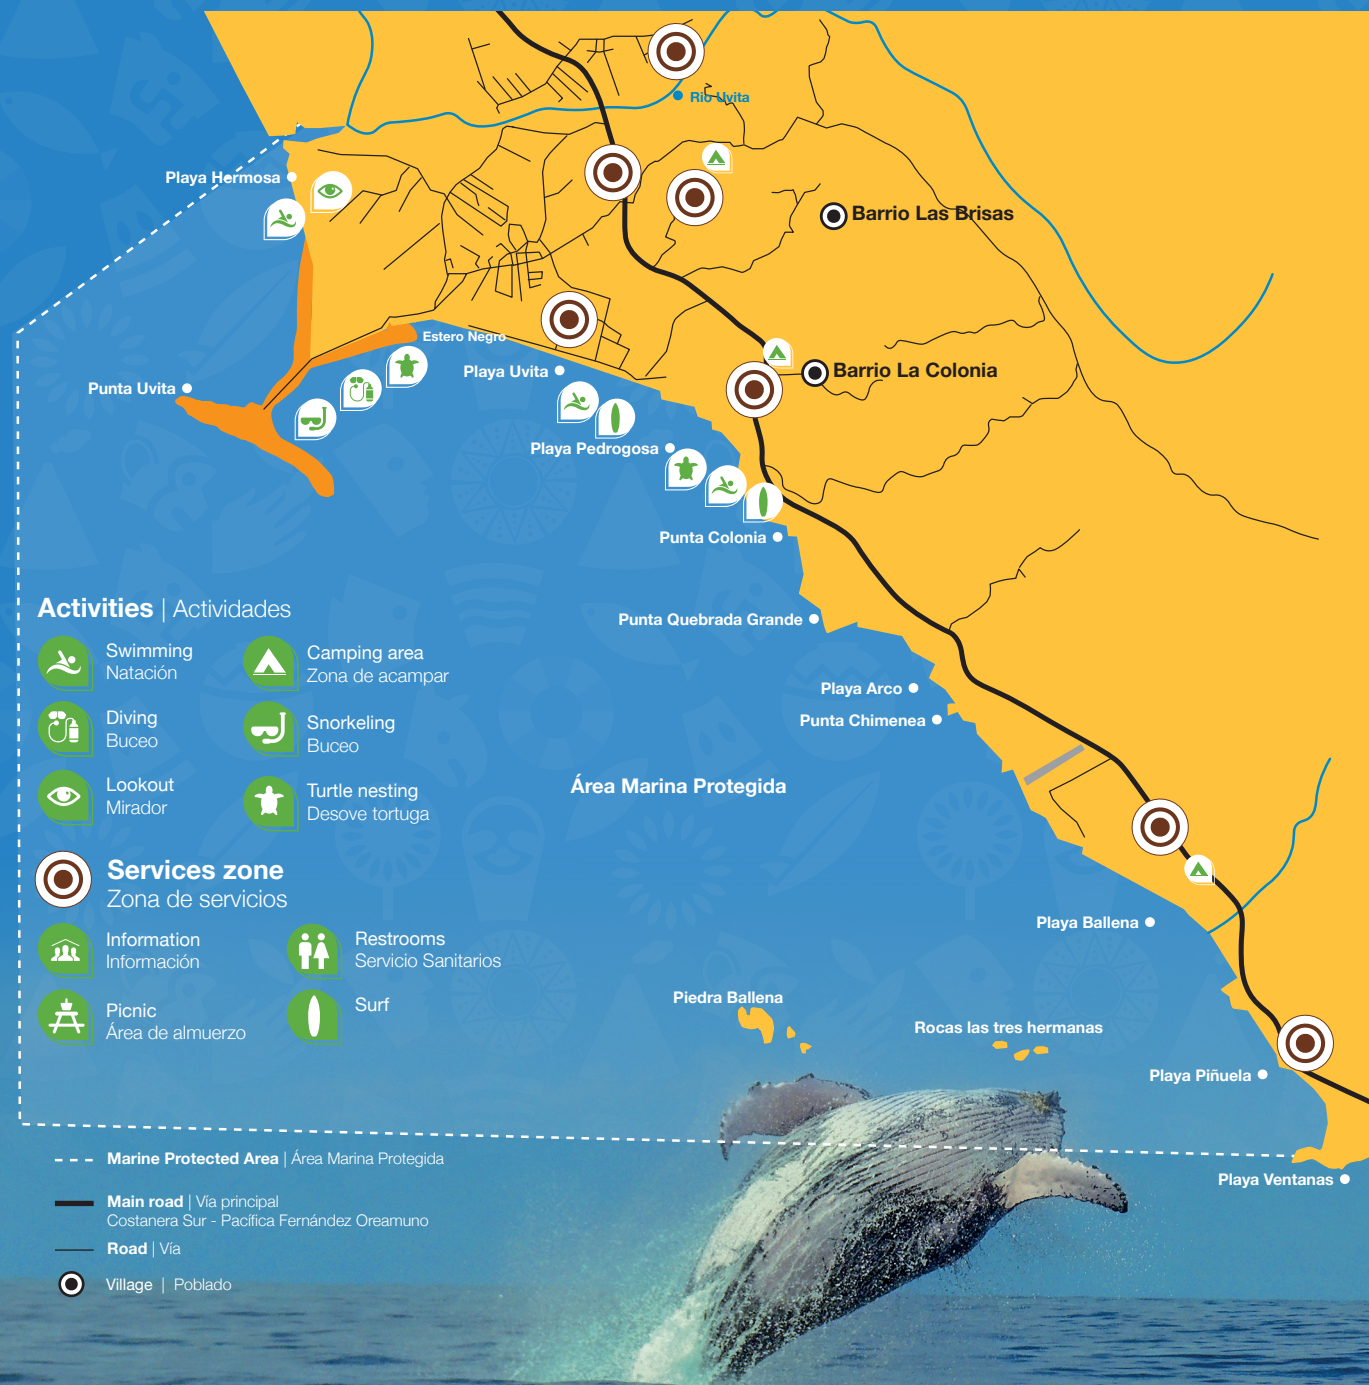 Rio Uvita
Playa Hermosa
Barrio Las Brisas
Estero Negro
Playa Uvita
Barrio La Colonia
Punta Uvita
Playa Pedrogosa
Punta Colonia
Punta Quebrada Grande
Playa Arco
Punta Chimenea
Área Marina Protegida
Playa Ballena
Piedra Ballena
Rocas las tres hermanas
Playa Piñuela
Playa Ventanas
Activities | Actividades
Swimming
Natación
Camping area
Zona de acampar
Diving
Buceo
Snorkeling
Buceo
Lookout
Mirador
Turtle nesting
Desove tortuga
Services zone
Zona de servicios
Information
Información
Restrooms
Servicio Sanitarios
Picnic
Área de almuerzo
Surf
Marine Protected Area | Área Marina Protegida
Main road | Vía principal
Costanera Sur - Pacífica Fernández Oreamuno
Road | Vía
Village | Poblado